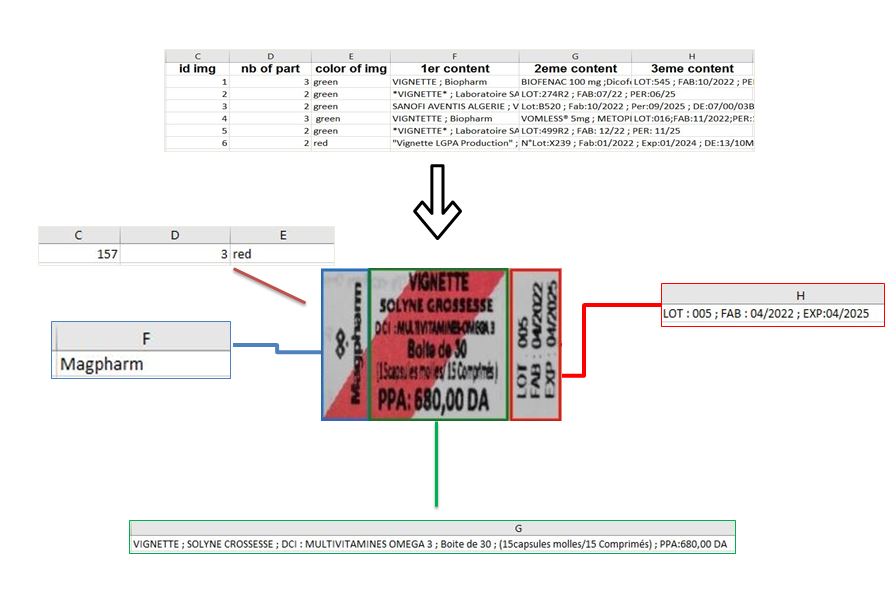 C D E F G H
id img nb of part color of img 1er content 2eme content 3eme content
1 3 green VIGNETTE ; Biopharm BIOFENAC 100 mg ;Dicofe LOT:545 ; FAB:10/2022 ; PE
2 2 green *VIGNETTE* ; Laboratoire SA LOT:274R2 ; FAB:07/22 ; PER:06/25
3 2 green SANOFI AVENTIS ALGERIE ; V Lot:B520 ; Fab:10/2022 ; Per:09/2025 ; DE:07/00/03B
4 3 green VIGNTETTE ; Biopharm VOMLESS® 5mg ; METOPI LOT:016;FAB:11/2022;PER:
5 2 green *VIGNETTE* ; Laboratoire SA LOT:499R2 ; FAB: 12/22 ; PER: 11/25
6 2 red "Vignette LGPA Production" ; N°Lot:X239 ; Fab:01/2022 ; Exp:01/2024 ; DE:13/10M
C D E
157 3 red
F
Magpharm
Magpharm
VIGNETTE
SOLYNE GROSSESSE
DCI :MULTIVITAMINES-OMEGA 3
Boite de 30
(15capsules molles/ 15 Comprimés)
PPA: 680,00 DA
LOT : 005
FAB : 04/2022
EXP : 04/2025
H
LOT : 005 ; FAB : 04/2022 ; EXP:04/2025
G
VIGNETTE ; SOLYNE CROSSESSE ; DCI : MULTIVITAMINES OMEGA 3 ; Boite de 30 ; (15capsules molles/15 Comprimés) ; PPA:680,00 DA